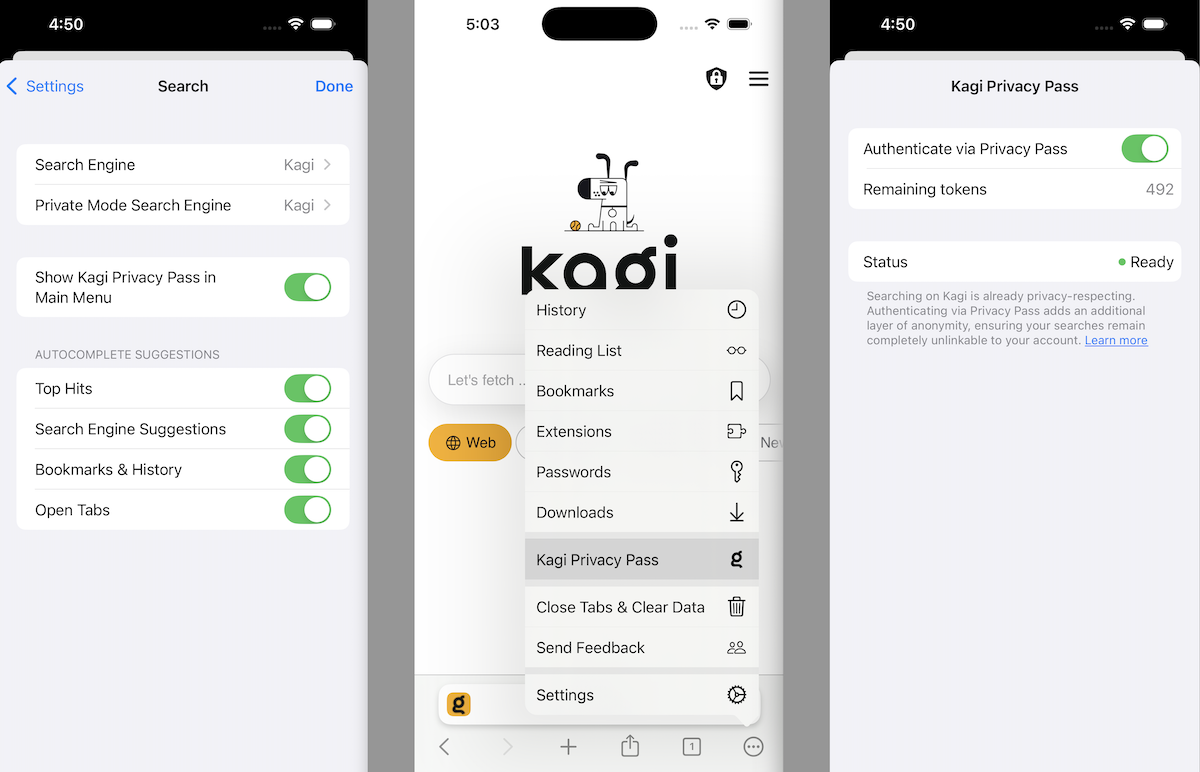 4:50
Settings
Search
Done
Search Engine
Kagi
Private Mode Search Engine
Kagi
Show Kagi Privacy Pass in
Main Menu
AUTOCOMPLETE SUGGESTIONS
Top Hits
Search Engine Suggestions
Bookmarks & History
Open Tabs
5:03
kagi
Let's fetch ..
Web
History
Reading List
Bookmarks
Extensions
Passwords
Downloads
Kagi Privacy Pass
g
Close Tabs & Clear Data
Send Feedback
Settings
g
1
4:50
Kagi Privacy Pass
Authenticate via Privacy Pass
Remaining tokens
492
Status
Ready
Searching on Kagi is already privacy-respecting.
Authenticating via Privacy Pass adds an additional
layer of anonymity, ensuring your searches remain
completely unlinkable to your account. Learn more